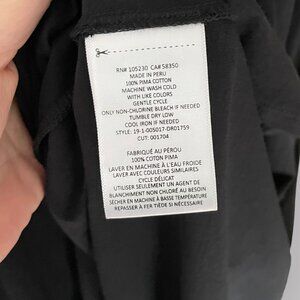 RN# 105230 CA# 58350
MADE IN PERU
100% PIMA COTTON
MACHINE WASH COLD
WITH LIKE COLORS
GENTLE CYCLE
ONLY NON-CHLORINE BLEACH IF NEEDED
TUMBLE DRY LOW
COOL IRON IF NEEDED
STYLE: 19-1-005017-DR01759
CUT: 001704
FABRIQUÉ AU PÉROU
100% COTON PIMA
LAVER EN MACHINE À L'EAU FROIDE
AVEC COULEURS SIMILAIRES
CYCLE DÉLICAT
UTILISER SEULEMENT UN AGENT DE
BLANCHIMENT NON CHLORÉ AU BESOIN
SÉCHER EN MACHINE À BASSE TEMPÉRATURE
REPASSER À FER TIÈDE SI NÉCESSAIRE